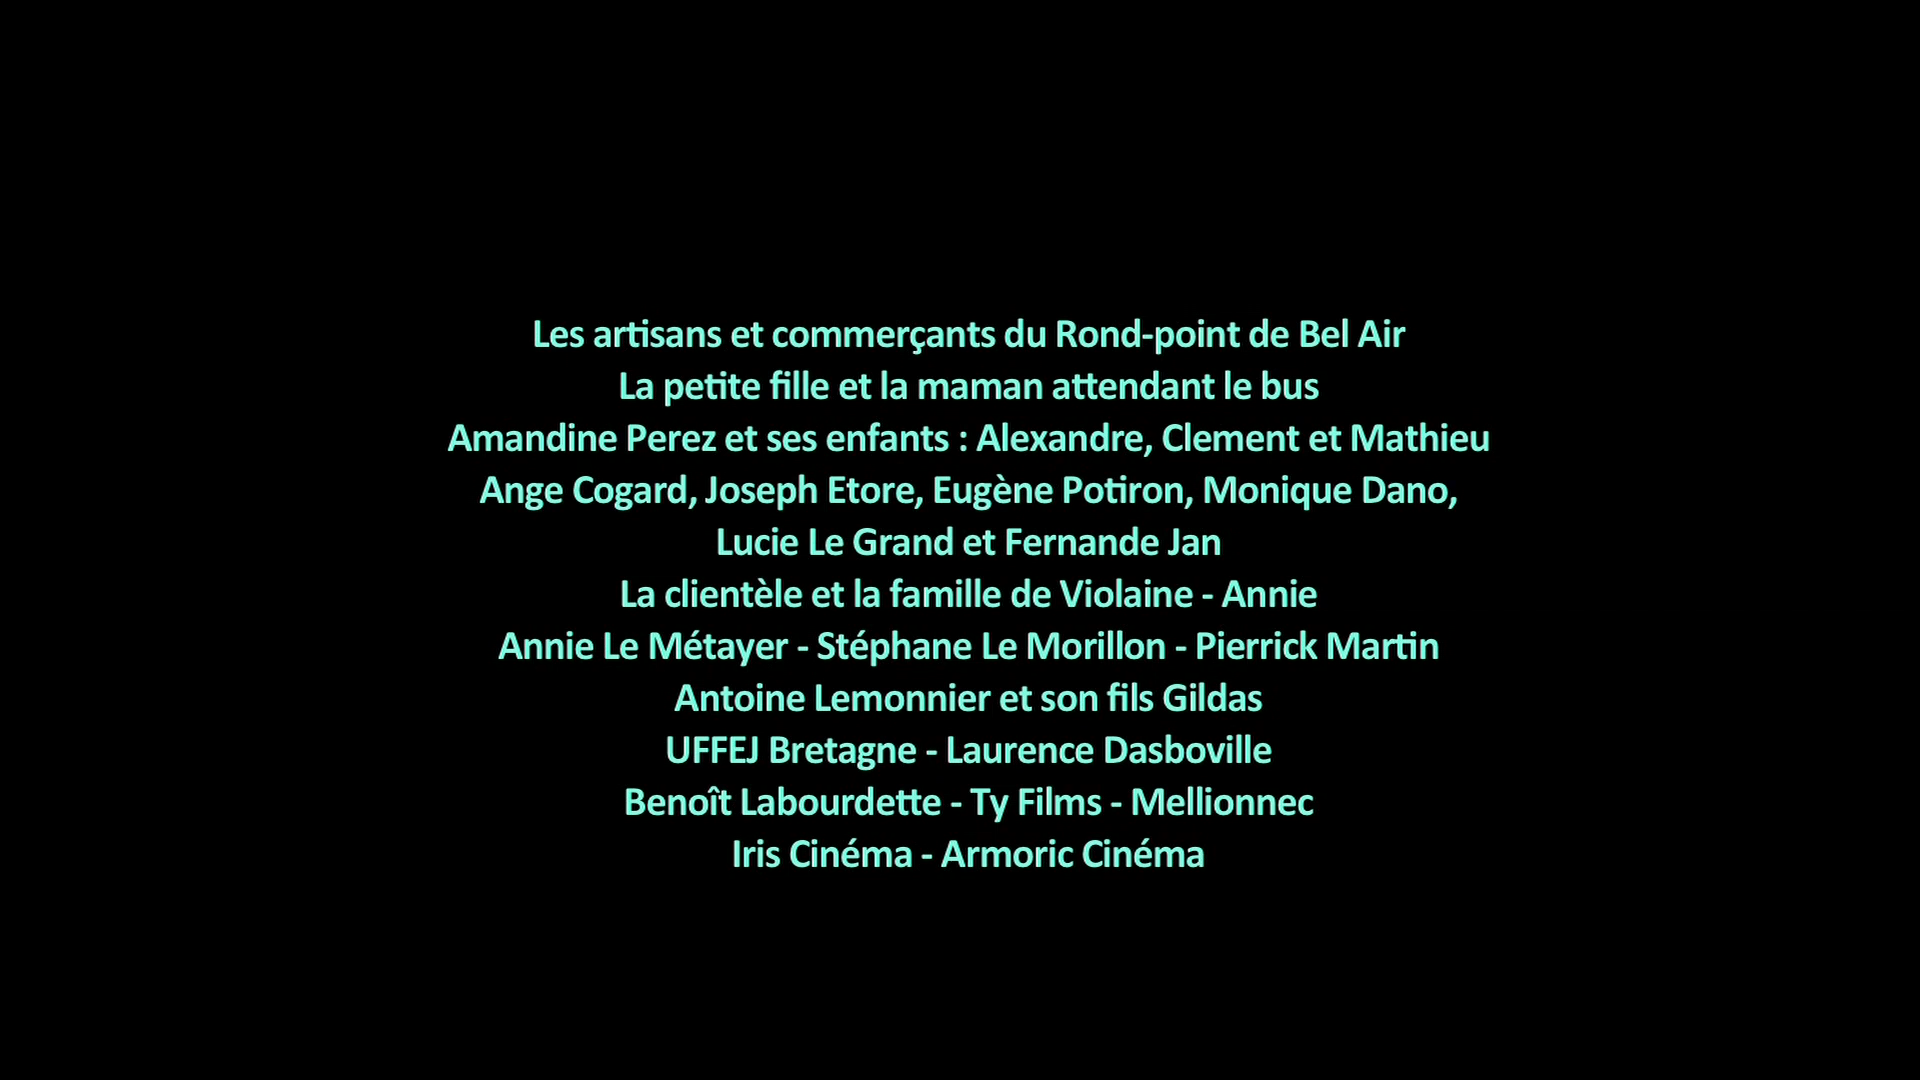 Les artisans et commerçants du Rond-point de Bel Air
La petite fille et la maman attendant le bus
Amandine Perez et ses enfants : Alexandre, Clement et Mathieu
Ange Cogard, Joseph Etore, Eugène Potiron, Monique Dano,
Lucie Le Grand et Fernande Jan
La clientèle et la famille de Violaine - Annie
Annie Le Métayer - Stéphane Le Morillon - Pierrick Martin
Antoine Lemonnier et son fils Gildas
UFFEJ Bretagne - Laurence Dasboville
Benoît Labourdette - Ty Films - Mellionnec
Iris Cinéma - Armoric Cinéma